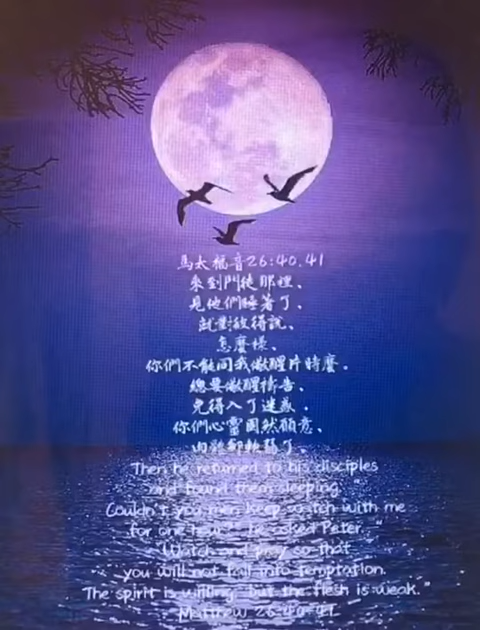 馬太福音26:40.41
來到門徒那裡、
見他們睡著了、
就對彼得說、
怎麼樣、
你們不能同我儆醒片時麼。
總要儆醒禱告、
免得入了迷惑.
你們心靈固然願意、
肉體卻軟弱了、
Then he returned to his disciples
and found them sleeping. "
Couldn't you men keep watch with me
for one hour?" he asked Peter. "
Watch and pray so that
you will not fall into temptation.
The spirit is willing, but the flesh is weak."
Matthew 26:40-41